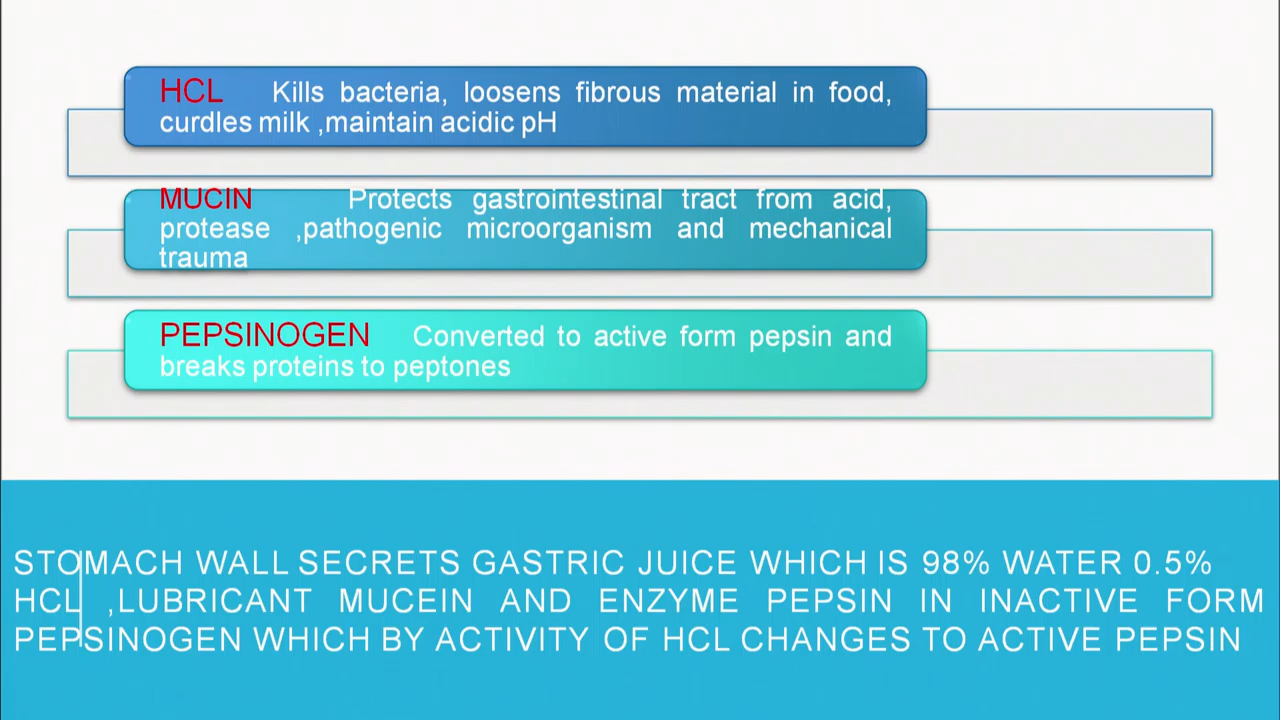 HCL Kills bacteria, loosens fibrous material in food,
curdles milk ,maintain acidic pH
MUCIN Protects gastrointestinal tract from acid,
protease ,pathogenic microorganism and mechanical
trauma
PEPSINOGEN Converted to active form pepsin and
breaks proteins to peptones
STOMACH WALL SECRETS GASTRIC JUICE WHICH IS 98% WATER 0.5%
HCL ,LUBRICANT MUCEIN AND ENZYME PEPSIN IN INACTIVE FORM
PEPSINOGEN WHICH BY ACTIVITY OF HCL CHANGES TO ACTIVE PEPSIN